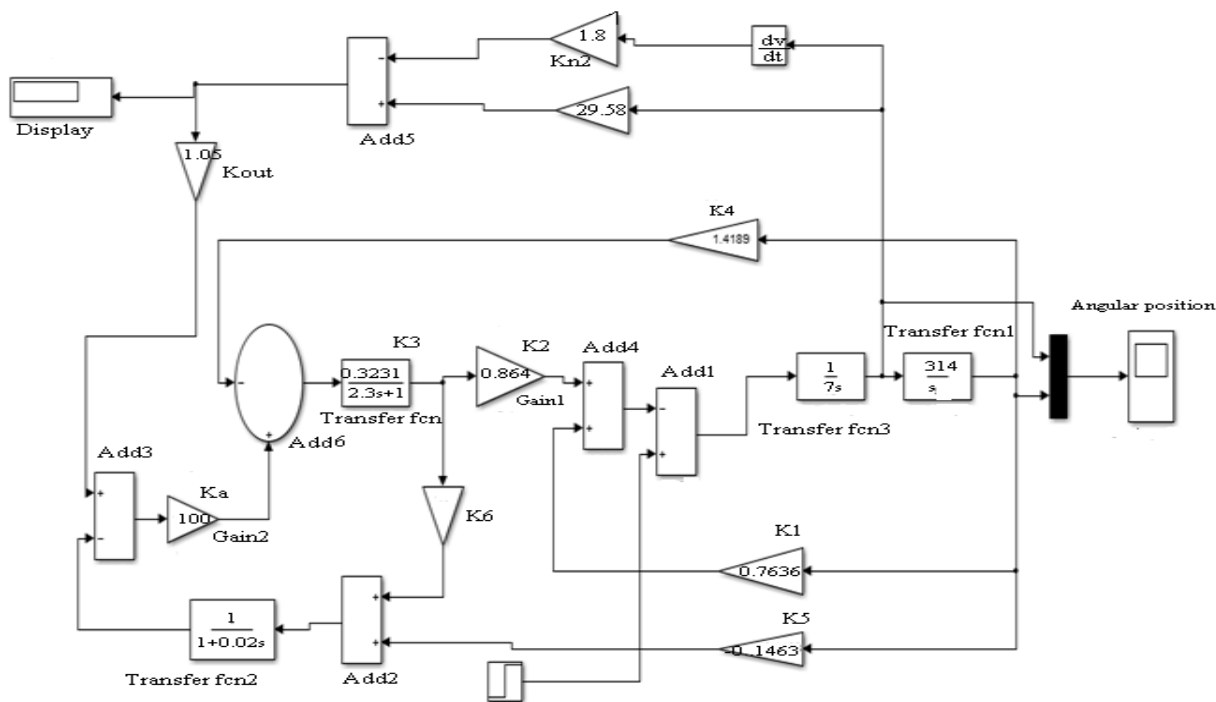 1.8
Kn2
dv
dt
29.58
Add5
Display
1.05
Kout
K4
1.4189
Angular position
Transfer fcn1
K3
K2
Add4
Add1
0.3231
2.3s+1
0.864
1
7s
314
s
Transfer fcn
Gain1
Transfer fcn3
Add6
Add3
Ka
100
Gain2
K6
K1
0.7636
K5
-0.1463
1
1+0.02s
Transfer fcn2
Add2
-
+
-
+
-
+
+
+
-
+
+
-
+
+